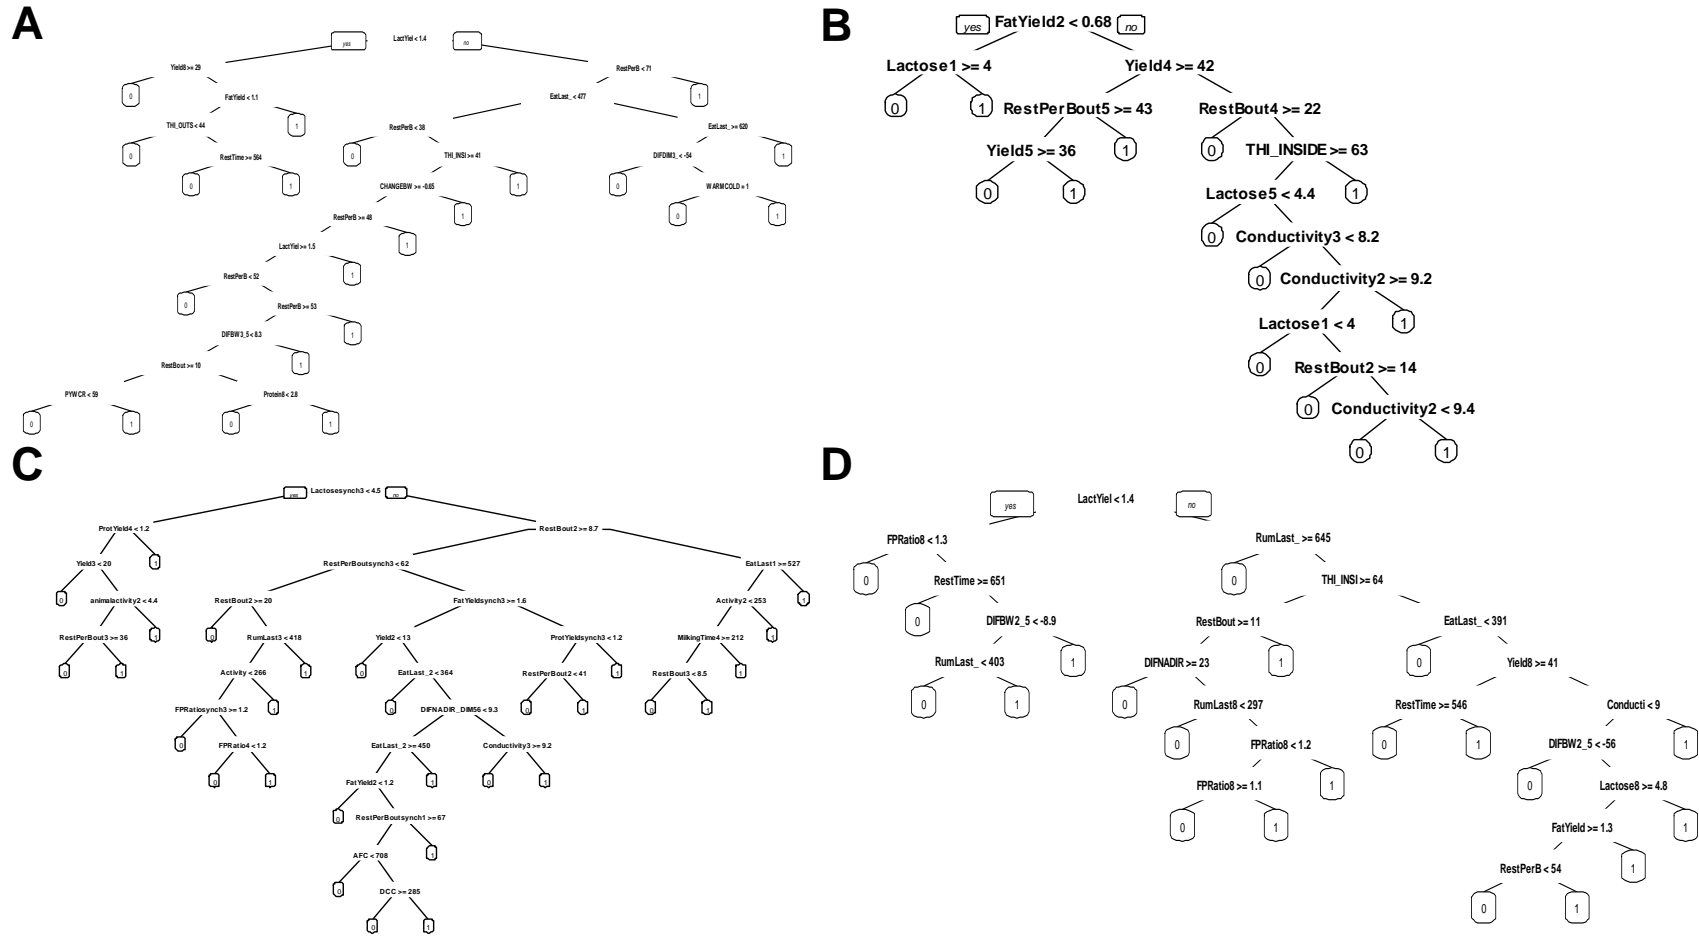 A
yes LactYiel < 1.4 no
Yield8 >= 29 RestPerB < 71
0 FatYield < 1.1 EatLast_ < 477 1
THI_OUTS < 44 1 RestPerB < 38 EatLast_ >= 620
0 RestTime >= 564 0 THI_INSI >= 41 DIFDIM3_ < -54 1
0 1 CHANGEBW >= -0.65 1 0 WARMCOLD = 1
RestPerB >= 48 1 0 1
LactYiel >= 1.5 1
RestPerB < 52 1
0 RestPerB >= 53
DIFBW3_5 < 8.3 1
RestBout >= 10 1
PYWCR < 59 Protein8 < 2.8
0 1 0 1
B
yes FatYield2 < 0.68 no
Lactose1 >= 4 Yield4 >= 42
0 1 RestPerBout5 >= 43 RestBout4 >= 22
Yield5 >= 36 1 0 THI_INSIDE >= 63
0 1 Lactose5 < 4.4 1
0 Conductivity3 < 8.2
0 Conductivity2 >= 9.2
Lactose1 < 4 1
0 RestBout2 >= 14
0 Conductivity2 < 9.4
0 1
C
yes Lactosesynch3 < 4.5 no
ProtYield4 < 1.2 RestBout2 >= 8.7
Yield3 < 20 1 RestPerBoutsynch3 < 62 EatLast1 >= 527
0 animalactivity2 < 4.4 RestBout2 >= 20 FatYieldsynch3 >= 1.6 Activity2 < 253 1
RestPerBout3 >= 36 1 0 RumLast3 < 418 Yield2 < 13 ProtYieldsynch3 < 1.2 MilkingTime4 >= 212 1
0 1 Activity < 266 1 0 EatLast_2 < 364 RestPerBout2 < 41 1 RestBout3 < 8.5 1
FPRatiosynch3 >= 1.2 1 0 DIFNADIR_DIM56 < 9.3 0 1 0 1
0 FPRatio4 < 1.2 EatLast_2 >= 450 Conductivity3 >= 9.2
0 1 FatYield2 < 1.2 1 0 1
0 RestPerBoutsynch1 >= 67
AFC < 708 1
0 DCC >= 285
0 1
D
yes LactYiel < 1.4 no
FPRatio8 < 1.3 RumLast_ >= 645
0 RestTime >= 651 0 THI_INSI >= 64
0 DIFBW2_5 < -8.9 RestBout >= 11 EatLast_ < 391
RumLast_ < 403 1 DIFNADIR >= 23 1 0 Yield8 >= 41
0 1 0 RumLast8 < 297 RestTime >= 546 Conducti < 9
0 FPRatio8 < 1.2 0 1 DIFBW2_5 < -56 1
FPRatio8 >= 1.1 1 0 Lactose8 >= 4.8
0 1 FatYield >= 1.3 1
RestPerB < 54 1
0 1